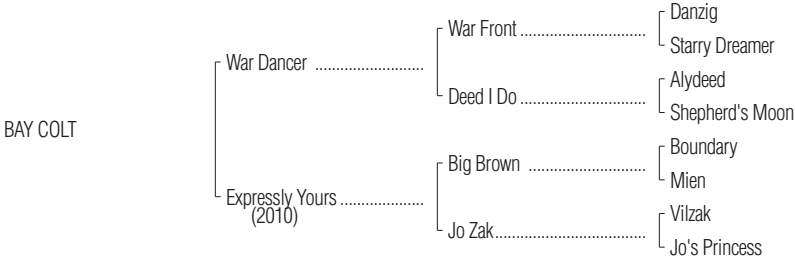 Danzig
War Front ..............................
Starry Dreamer
War Dancer ..........................
Alydeed
Deed I Do ..............................
Shepherd's Moon
BAY COLT
Boundary
Big Brown ............................
Mien
Expressly Yours ....................
(2010)
Vilzak
Jo Zak....................................
Jo's Princess